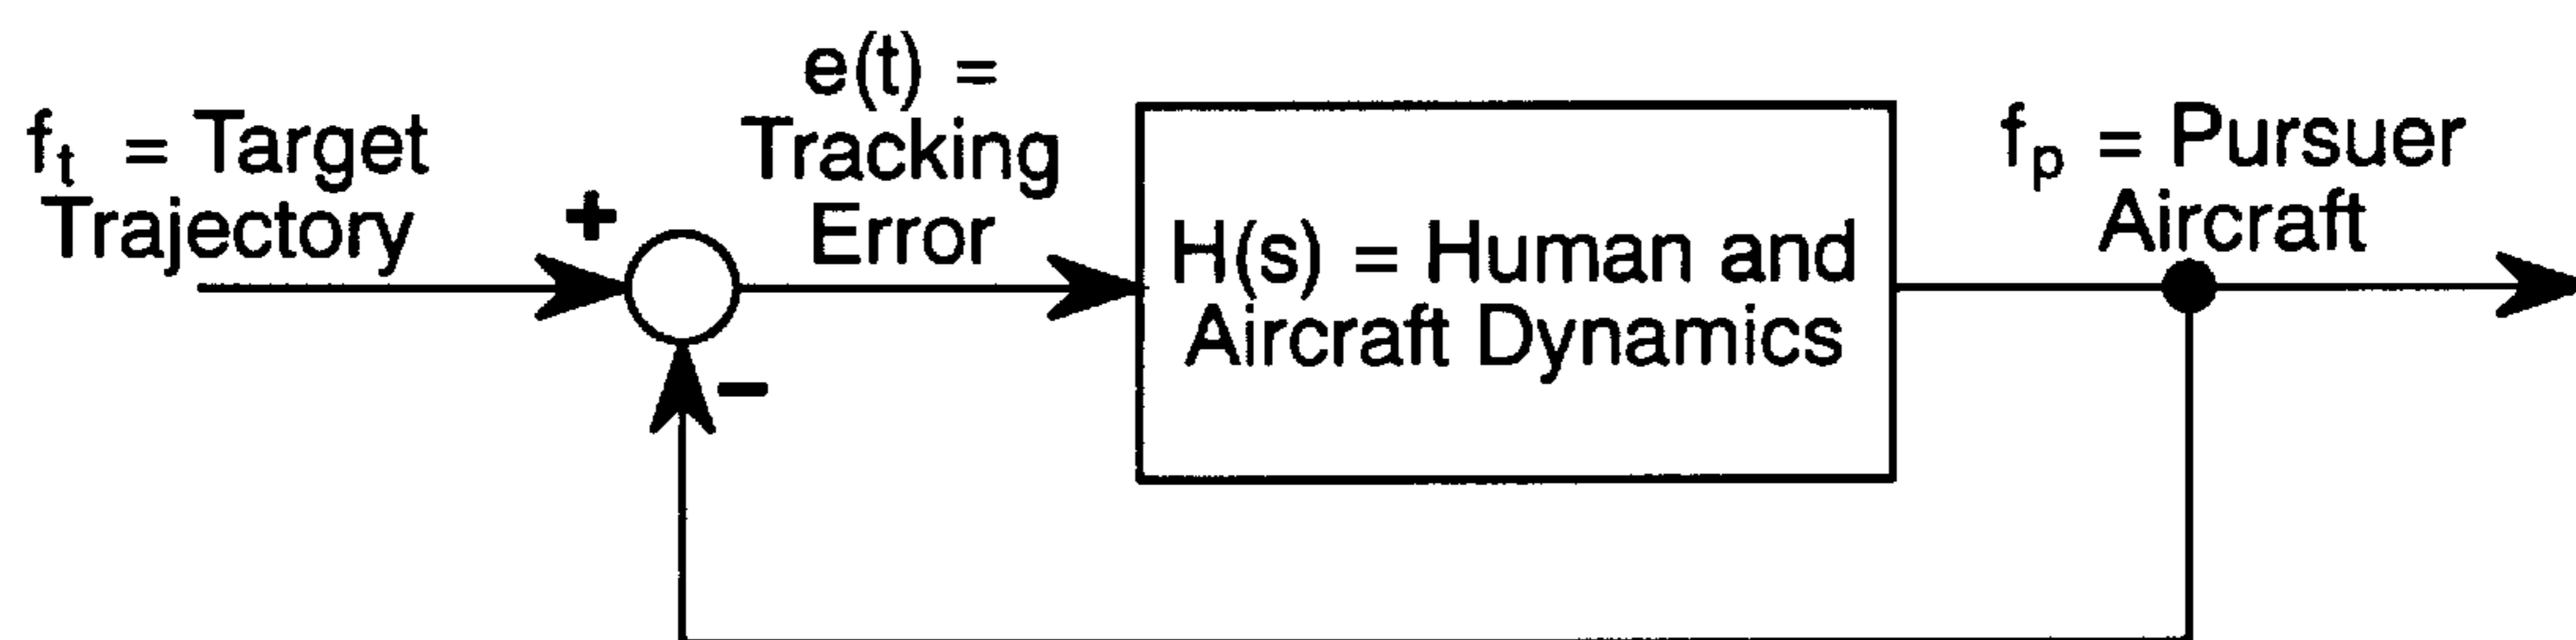 f_t = Target
Trajectory
+
e(t) =
Tracking
Error
−
H(s) = Human and
Aircraft Dynamics
f_p = Pursuer
Aircraft